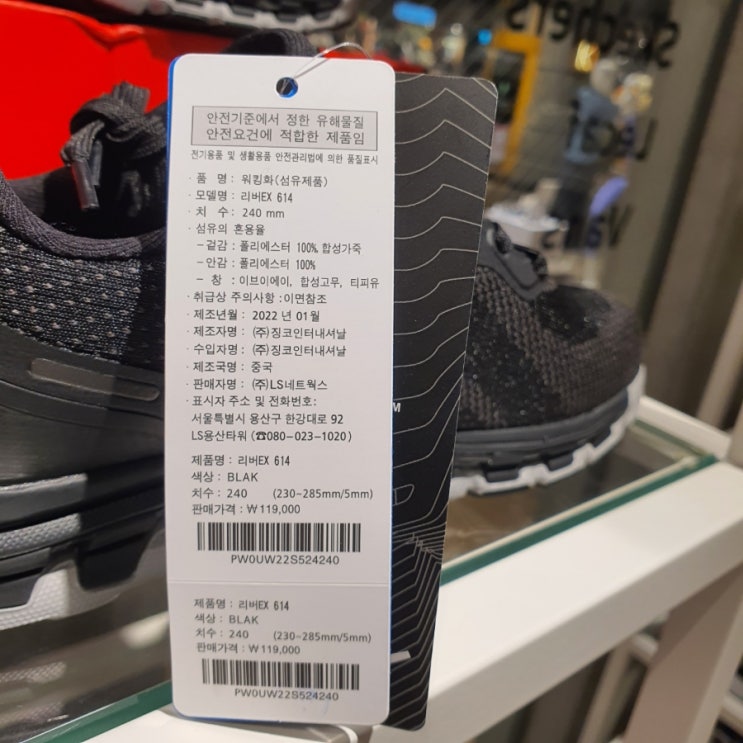 안전기준에서 정한 유해물질
안전요건에 적합한 제품임
전기용품 및 생활용품 안전관리법에 의한 품질표시
· 품 명 : 워킹화(섬유제품)
· 모델명 : 리버EX 614
· 치 수 : 240 mm
· 섬유의 혼용율
- 겉감 : 폴리에스터 100%, 합성가죽
- 안감 : 폴리에스터 100%
- 창 : 이브이에이, 합성고무, 티피유
· 취급상 주의사항 :이면참조
· 제조년월 : 2022 년 01월
· 제조자명 : (주)징코인터내셔날
· 수입자명 : (주)징코인터내셔날
· 제조국명 : 중국
· 판매자명 : (주)LS네트웍스
· 표시자 주소 및 전화번호:
서울특별시 용산구 한강대로 92
LS용산타워 (☎080-023-1020)
제품명 : 리버EX 614
색상 : BLAK
치수 : 240 (230~285mm/5mm)
판매가격 : ₩ 119,000
PW0UW22S524240
제품명 : 리버EX 614
색상 : BLAK
치수 : 240 (230~285mm/5mm)
판매가격 : ₩ 119,000
PW0UW22S524240
Skechers